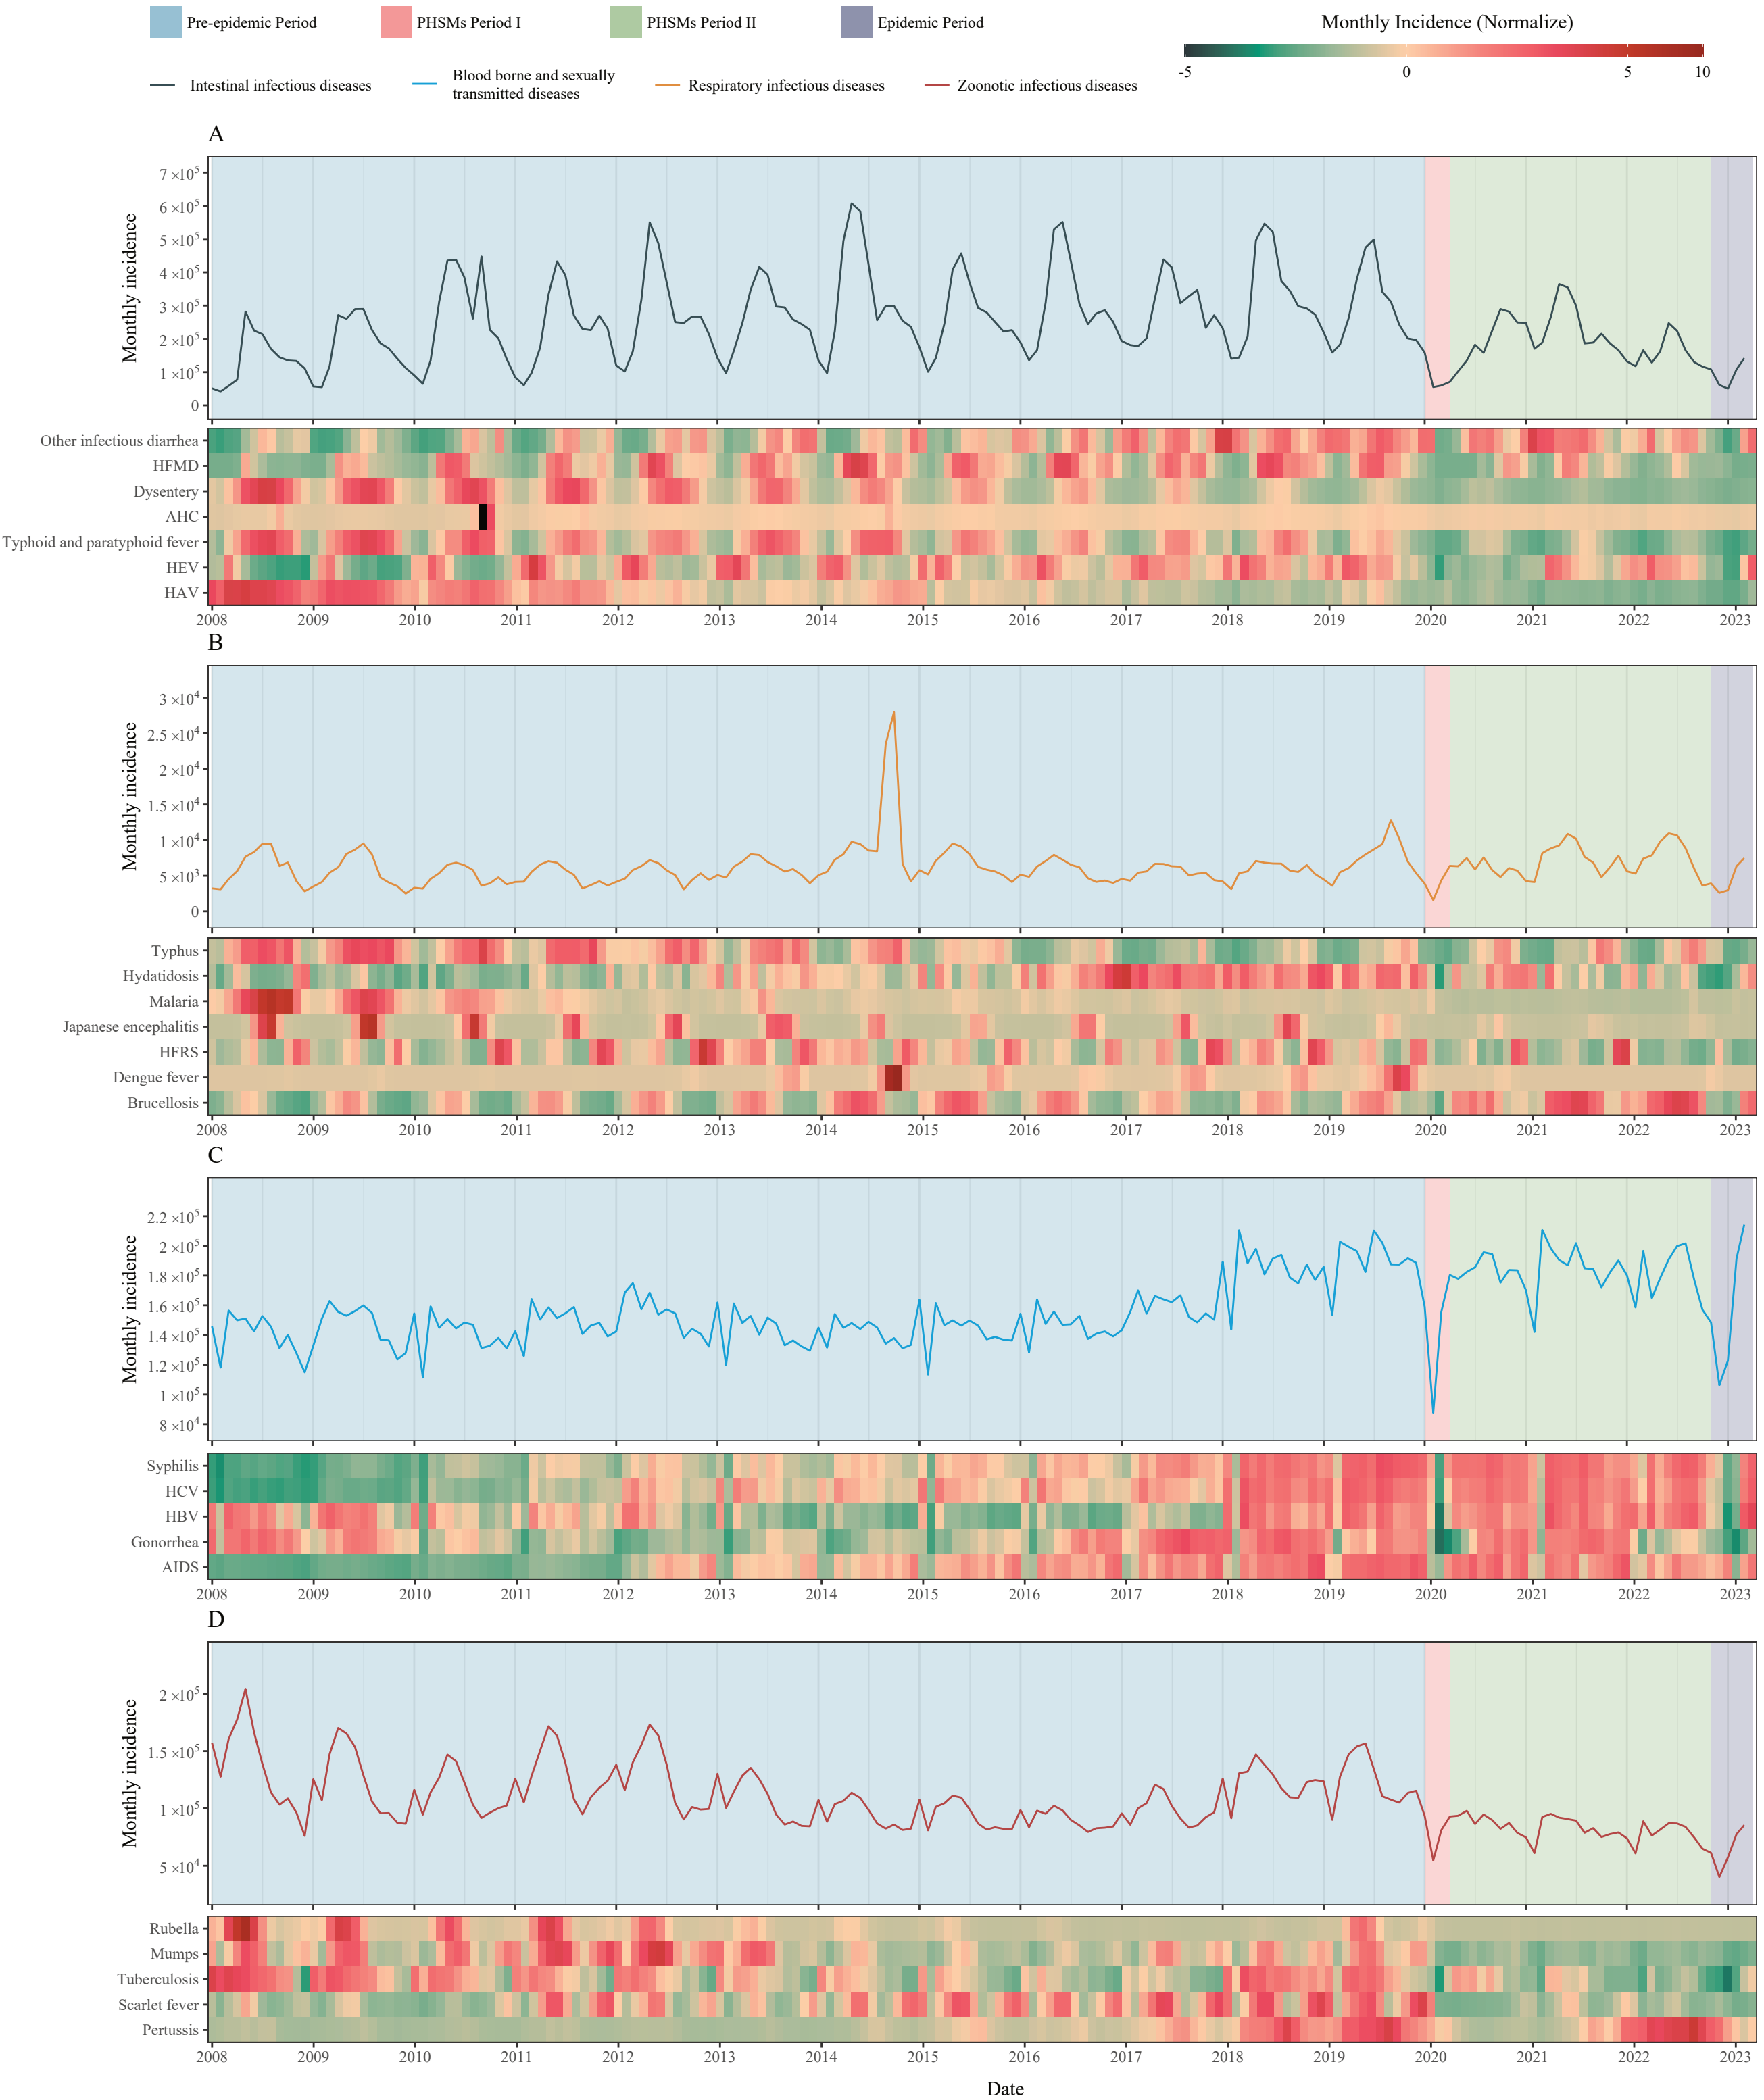 Pre-epidemic Period PHSMs Period I PHSMs Period II Epidemic Period
Monthly Incidence (Normalize)
-5 0 5 10
Intestinal infectious diseases Blood borne and sexually transmitted diseases Respiratory infectious diseases Zoonotic infectious diseases
A
Monthly incidence
7 ×10⁵
6 ×10⁵
5 ×10⁵
4 ×10⁵
3 ×10⁵
2 ×10⁵
1 ×10⁵
0
Other infectious diarrhea
HFMD
Dysentery
AHC
Typhoid and paratyphoid fever
HEV
HAV
2008 2009 2010 2011 2012 2013 2014 2015 2016 2017 2018 2019 2020 2021 2022 2023
B
Monthly incidence
3 ×10⁴
2.5 ×10⁴
2 ×10⁴
1.5 ×10⁴
1 ×10⁴
5 ×10³
0
Typhus
Hydatidosis
Malaria
Japanese encephalitis
HFRS
Dengue fever
Brucellosis
2008 2009 2010 2011 2012 2013 2014 2015 2016 2017 2018 2019 2020 2021 2022 2023
C
Monthly incidence
2.2 ×10⁵
2 ×10⁵
1.8 ×10⁵
1.6 ×10⁵
1.4 ×10⁵
1.2 ×10⁵
1 ×10⁵
8 ×10⁴
Syphilis
HCV
HBV
Gonorrhea
AIDS
2008 2009 2010 2011 2012 2013 2014 2015 2016 2017 2018 2019 2020 2021 2022 2023
D
Monthly incidence
2 ×10⁵
1.5 ×10⁵
1 ×10⁵
5 ×10⁴
Rubella
Mumps
Tuberculosis
Scarlet fever
Pertussis
2008 2009 2010 2011 2012 2013 2014 2015 2016 2017 2018 2019 2020 2021 2022 2023
Date